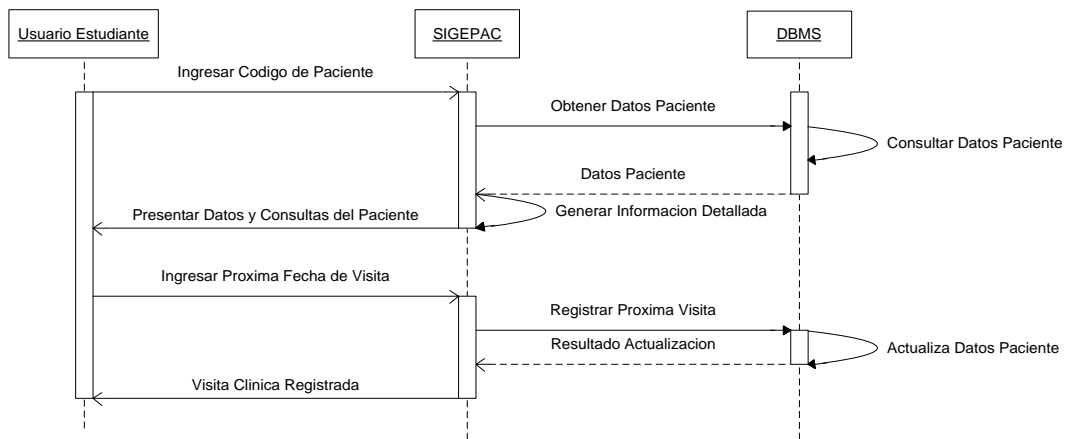 Usuario Estudiante
SIGEPAC
DBMS
Ingresar Codigo de Paciente
Obtener Datos Paciente
Consultar Datos Paciente
Datos Paciente
Generar Informacion Detallada
Presentar Datos y Consultas del Paciente
Ingresar Proxima Fecha de Visita
Registrar Proxima Visita
Resultado Actualizacion
Actualiza Datos Paciente
Visita Clinica Registrada